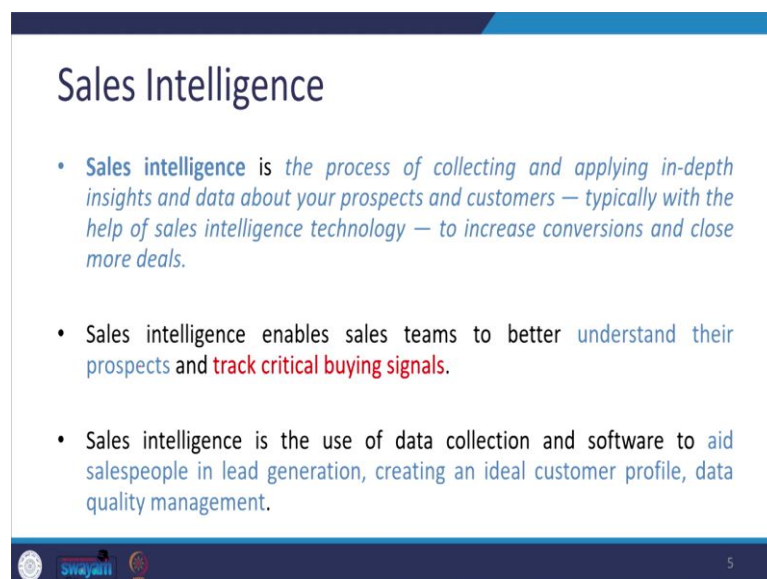 Sales Intelligence
• Sales intelligence is the process of collecting and applying in-depth
insights and data about your prospects and customers — typically with the
help of sales intelligence technology — to increase conversions and close
more deals.
• Sales intelligence enables sales teams to better understand their
prospects and track critical buying signals.
• Sales intelligence is the use of data collection and software to aid
salespeople in lead generation, creating an ideal customer profile, data
quality management.
swayam
5